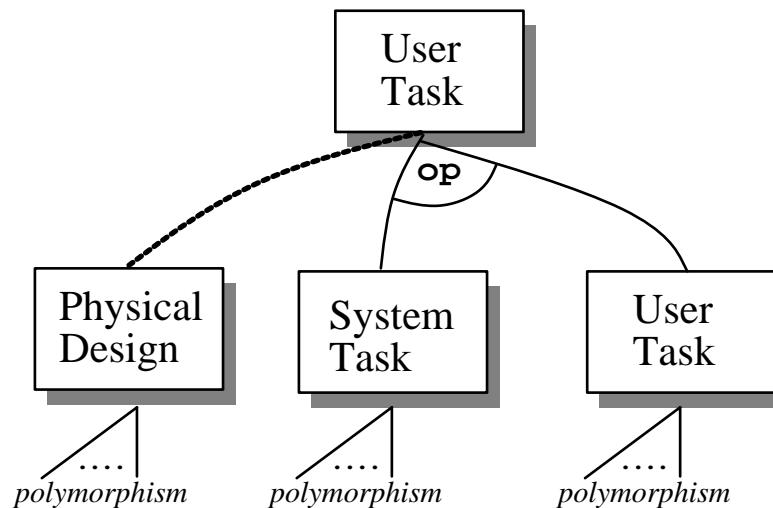 User
Task
op
Physical
Design
System
Task
User
Task
....
polymorphism
....
polymorphism
....
polymorphism